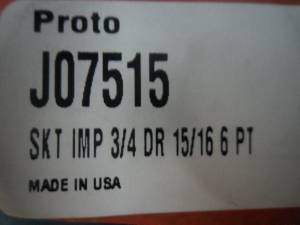 Proto
J07515
SKT IMP 3/4 DR 15/16 6 PT
MADE IN USA